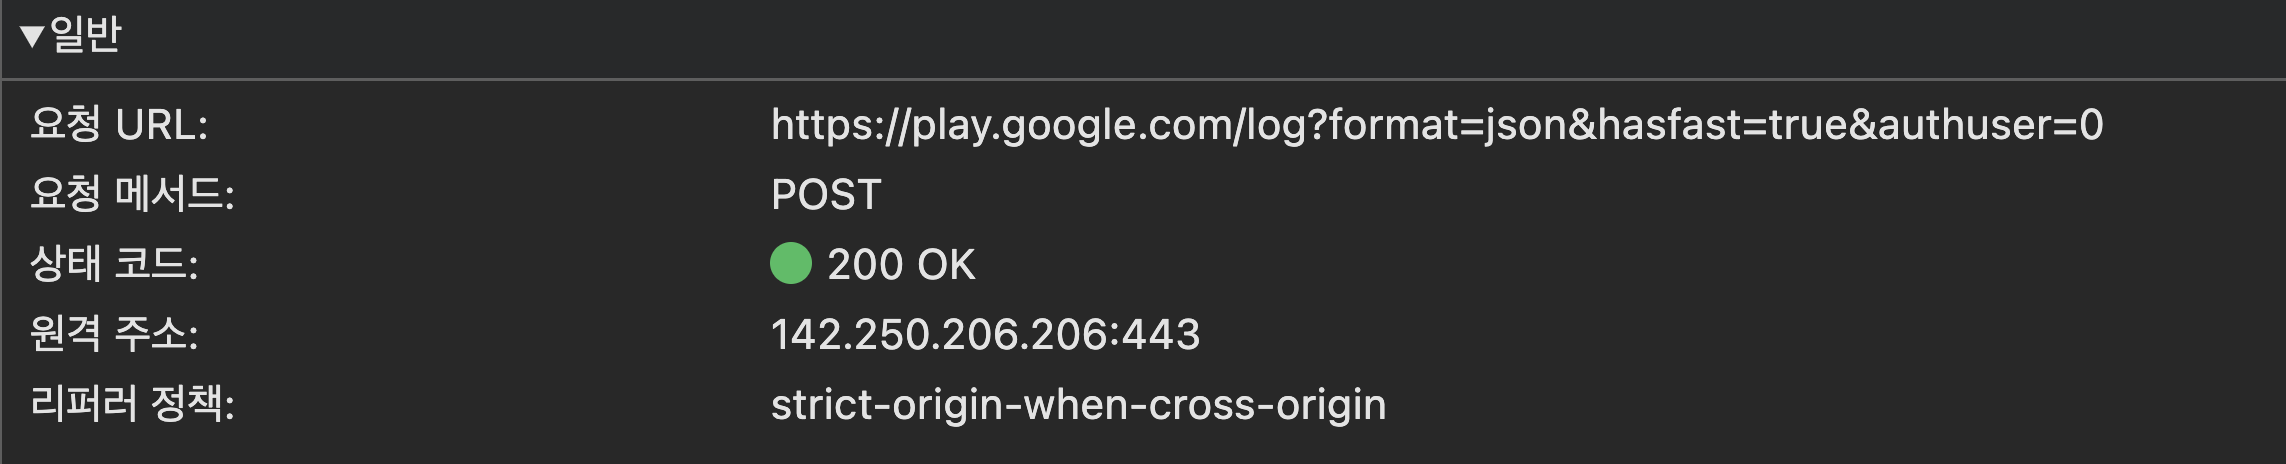 ▼일반
요청 URL: https://play.google.com/log?format=json&hasfast=true&authuser=0
요청 메서드: POST
상태 코드: 200 OK
원격 주소: 142.250.206.206:443
리퍼러 정책: strict-origin-when-cross-origin